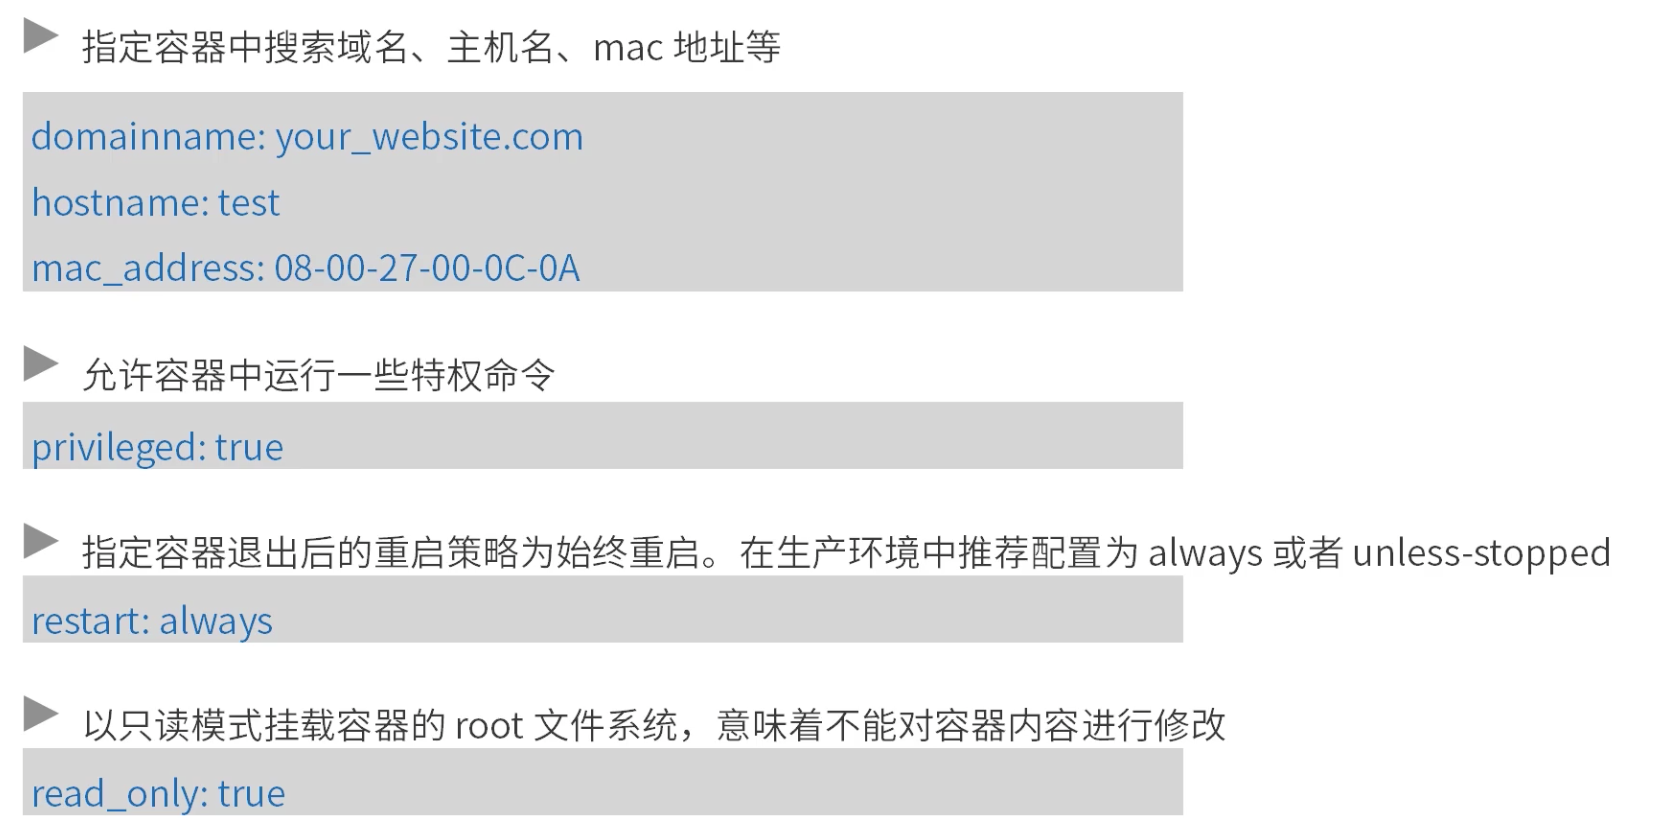 指定容器中搜索域名、主机名、mac 地址等
domainname: your_website.com
hostname: test
mac_address: 08-00-27-00-0C-0A
允许容器中运行一些特权命令
privileged: true
指定容器退出后的重启策略为始终重启。在生产环境中推荐配置为 always 或者 unless-stopped
restart: always
以只读模式挂载容器的 root 文件系统，意味着不能对容器内容进行修改
read_only: true